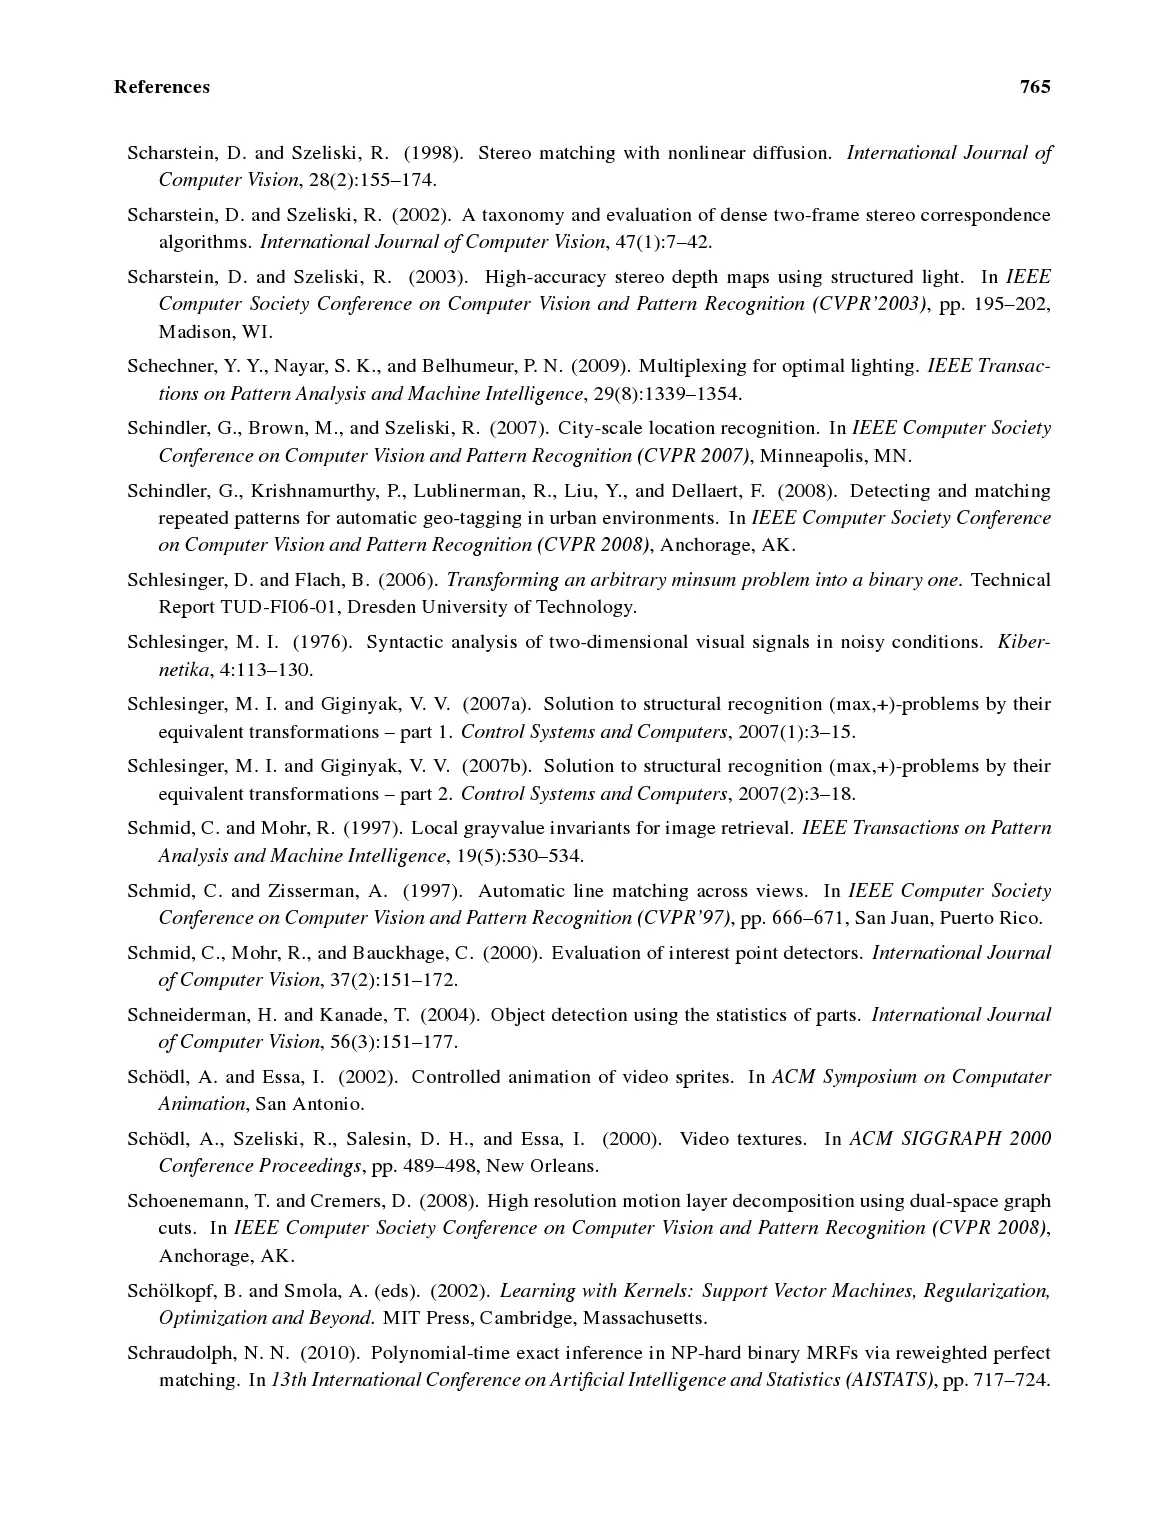 References 765
Scharstein, D. and Szeliski, R. (1998). Stereo matching with nonlinear diffusion. International Journal of
Computer Vision, 28(2):155–174.
Scharstein, D. and Szeliski, R. (2002). A taxonomy and evaluation of dense two-frame stereo correspondence
algorithms. International Journal of Computer Vision, 47(1):7–42.
Scharstein, D. and Szeliski, R. (2003). High-accuracy stereo depth maps using structured light. In IEEE
Computer Society Conference on Computer Vision and Pattern Recognition (CVPR’2003), pp. 195–202,
Madison, WI.
Schechner, Y. Y., Nayar, S. K., and Belhumeur, P. N. (2009). Multiplexing for optimal lighting. IEEE Transac-
tions on Pattern Analysis and Machine Intelligence, 29(8):1339–1354.
Schindler, G., Brown, M., and Szeliski, R. (2007). City-scale location recognition. In IEEE Computer Society
Conference on Computer Vision and Pattern Recognition (CVPR 2007), Minneapolis, MN.
Schindler, G., Krishnamurthy, P., Lublinerman, R., Liu, Y., and Dellaert, F. (2008). Detecting and matching
repeated patterns for automatic geo-tagging in urban environments. In IEEE Computer Society Conference
on Computer Vision and Pattern Recognition (CVPR 2008), Anchorage, AK.
Schlesinger, D. and Flach, B. (2006). Transforming an arbitrary minsum problem into a binary one. Technical
Report TUD-FI06-01, Dresden University of Technology.
Schlesinger, M. I. (1976). Syntactic analysis of two-dimensional visual signals in noisy conditions. Kiber-
netika, 4:113–130.
Schlesinger, M. I. and Giginyak, V. V. (2007a). Solution to structural recognition (max,+)-problems by their
equivalent transformations – part 1. Control Systems and Computers, 2007(1):3–15.
Schlesinger, M. I. and Giginyak, V. V. (2007b). Solution to structural recognition (max,+)-problems by their
equivalent transformations – part 2. Control Systems and Computers, 2007(2):3–18.
Schmid, C. and Mohr, R. (1997). Local grayvalue invariants for image retrieval. IEEE Transactions on Pattern
Analysis and Machine Intelligence, 19(5):530–534.
Schmid, C. and Zisserman, A. (1997). Automatic line matching across views. In IEEE Computer Society
Conference on Computer Vision and Pattern Recognition (CVPR’97), pp. 666–671, San Juan, Puerto Rico.
Schmid, C., Mohr, R., and Bauckhage, C. (2000). Evaluation of interest point detectors. International Journal
of Computer Vision, 37(2):151–172.
Schneiderman, H. and Kanade, T. (2004). Object detection using the statistics of parts. International Journal
of Computer Vision, 56(3):151–177.
Schödl, A. and Essa, I. (2002). Controlled animation of video sprites. In ACM Symposium on Computater
Animation, San Antonio.
Schödl, A., Szeliski, R., Salesin, D. H., and Essa, I. (2000). Video textures. In ACM SIGGRAPH 2000
Conference Proceedings, pp. 489–498, New Orleans.
Schoenemann, T. and Cremers, D. (2008). High resolution motion layer decomposition using dual-space graph
cuts. In IEEE Computer Society Conference on Computer Vision and Pattern Recognition (CVPR 2008),
Anchorage, AK.
Schölkopf, B. and Smola, A. (eds). (2002). Learning with Kernels: Support Vector Machines, Regularization,
Optimization and Beyond. MIT Press, Cambridge, Massachusetts.
Schraudolph, N. N. (2010). Polynomial-time exact inference in NP-hard binary MRFs via reweighted perfect
matching. In 13th International Conference on Artificial Intelligence and Statistics (AISTATS), pp. 717–724.